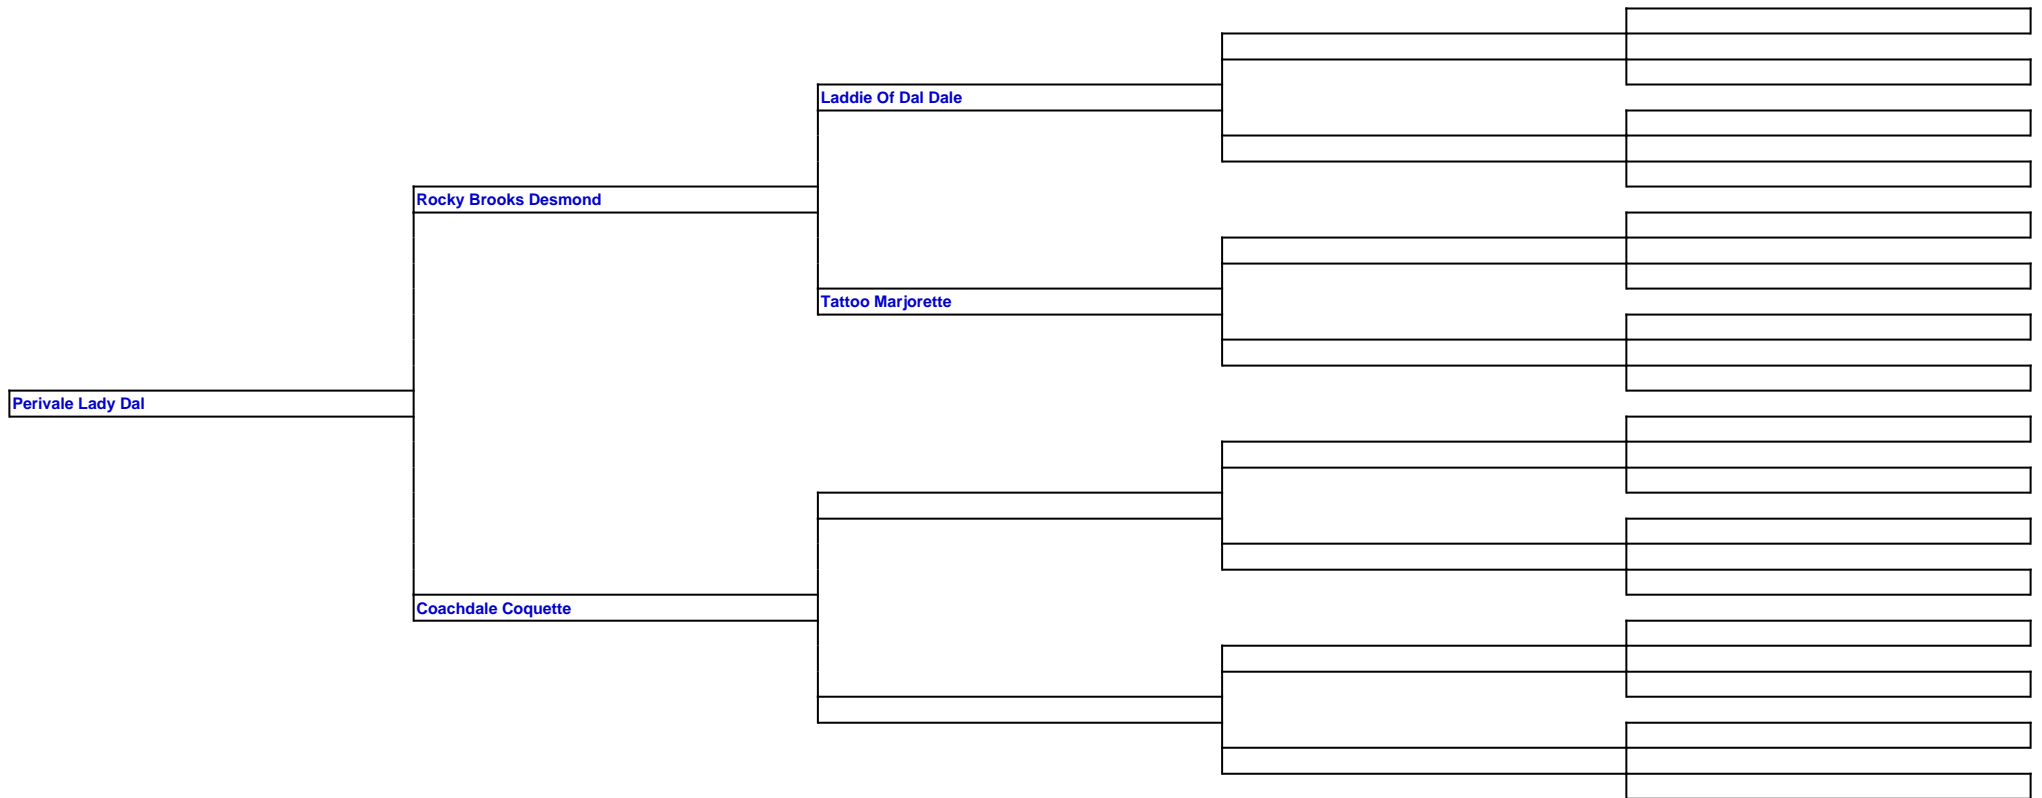 Laddie Of Dal Dale
Rocky Brooks Desmond
Tattoo Marjorette
Perivale Lady Dal
Coachdale Coquette